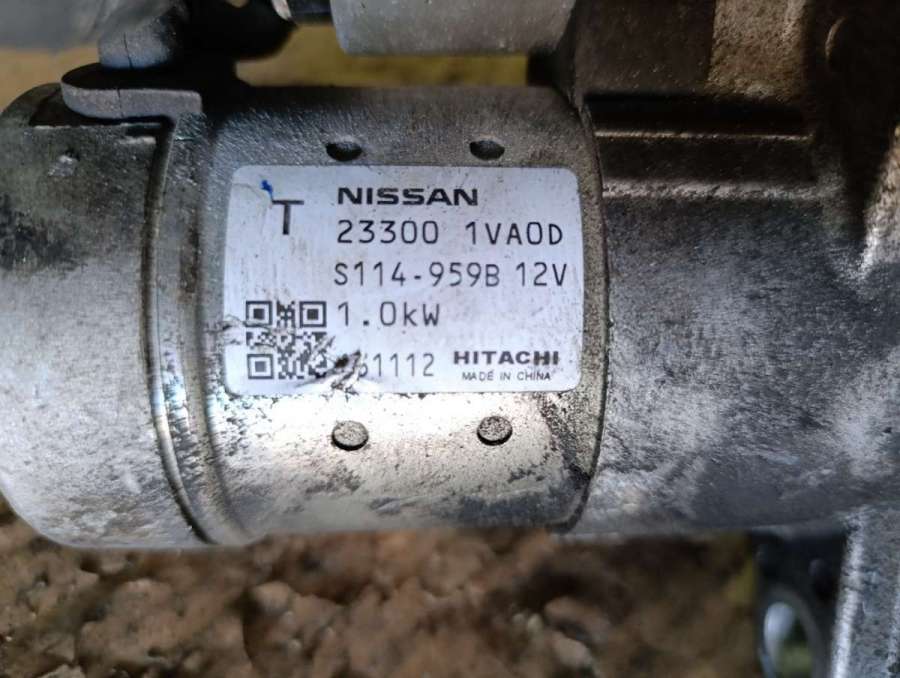 NISSAN
T
23300 1VA0D
S114-959B 12V
1.0kW
HITACHI
MADE IN CHINA